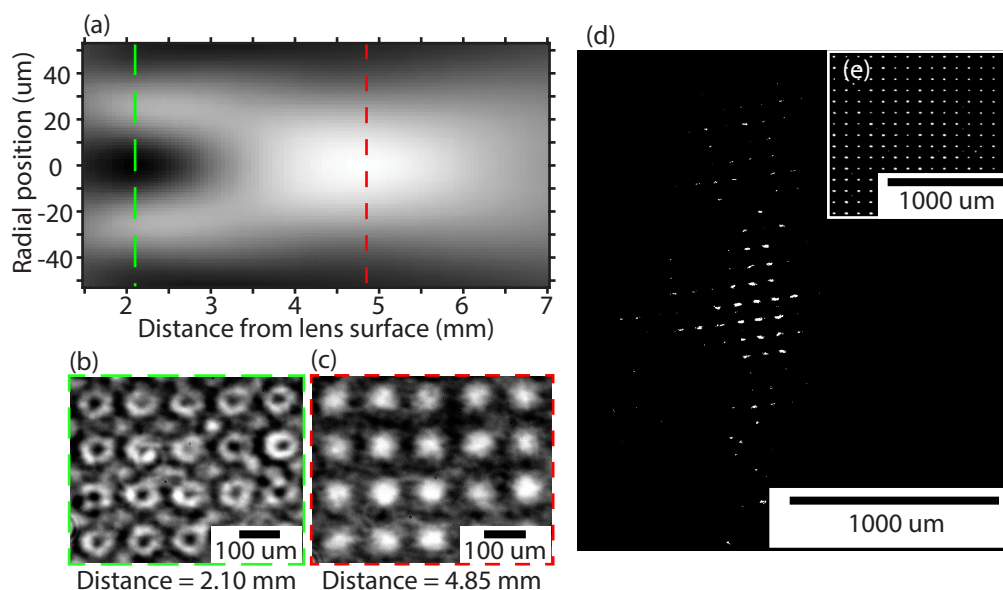 (a)
Radial position (um)
40
20
0
-20
-40
2 3 4 5 6 7
Distance from lens surface (mm)
(b)
100 um
Distance = 2.10 mm
(c)
100 um
Distance = 4.85 mm
(d)
(e)
1000 um
1000 um